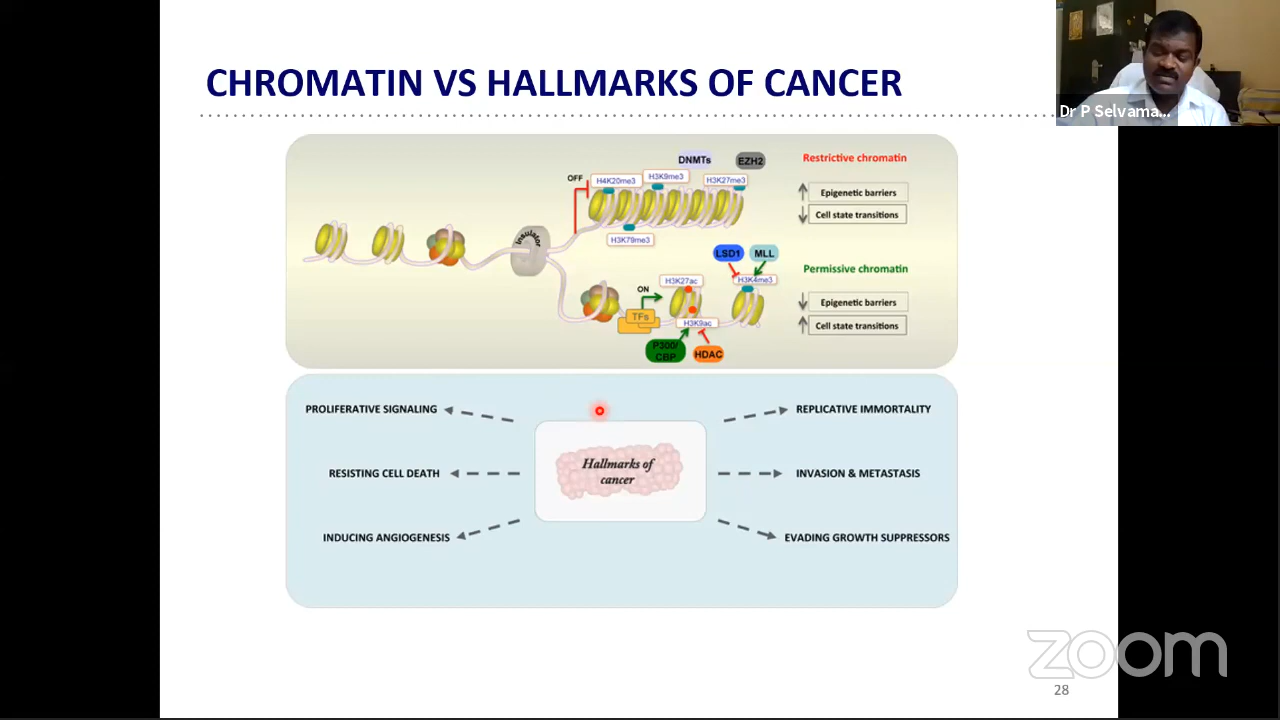 CHROMATIN VS HALLMARKS OF CANCER
Dr P Selvama...
DNMTs
EZH2
Restrictive chromatin
OFF
H4K20me3
H3K9me3
H3K27me3
Epigenetic barriers
Cell state transitions
Insulator
H3K79me3
LSD1
MLL
H3K27ac
H3K4me3
Permissive chromatin
ON
TFs
Epigenetic barriers
H3K9ac
Cell state transitions
P300/
CBP
HDAC
PROLIFERATIVE SIGNALING
REPLICATIVE IMMORTALITY
Hallmarks of
cancer
RESISTING CELL DEATH
INVASION & METASTASIS
INDUCING ANGIOGENESIS
EVADING GROWTH SUPPRESSORS
zoom
28